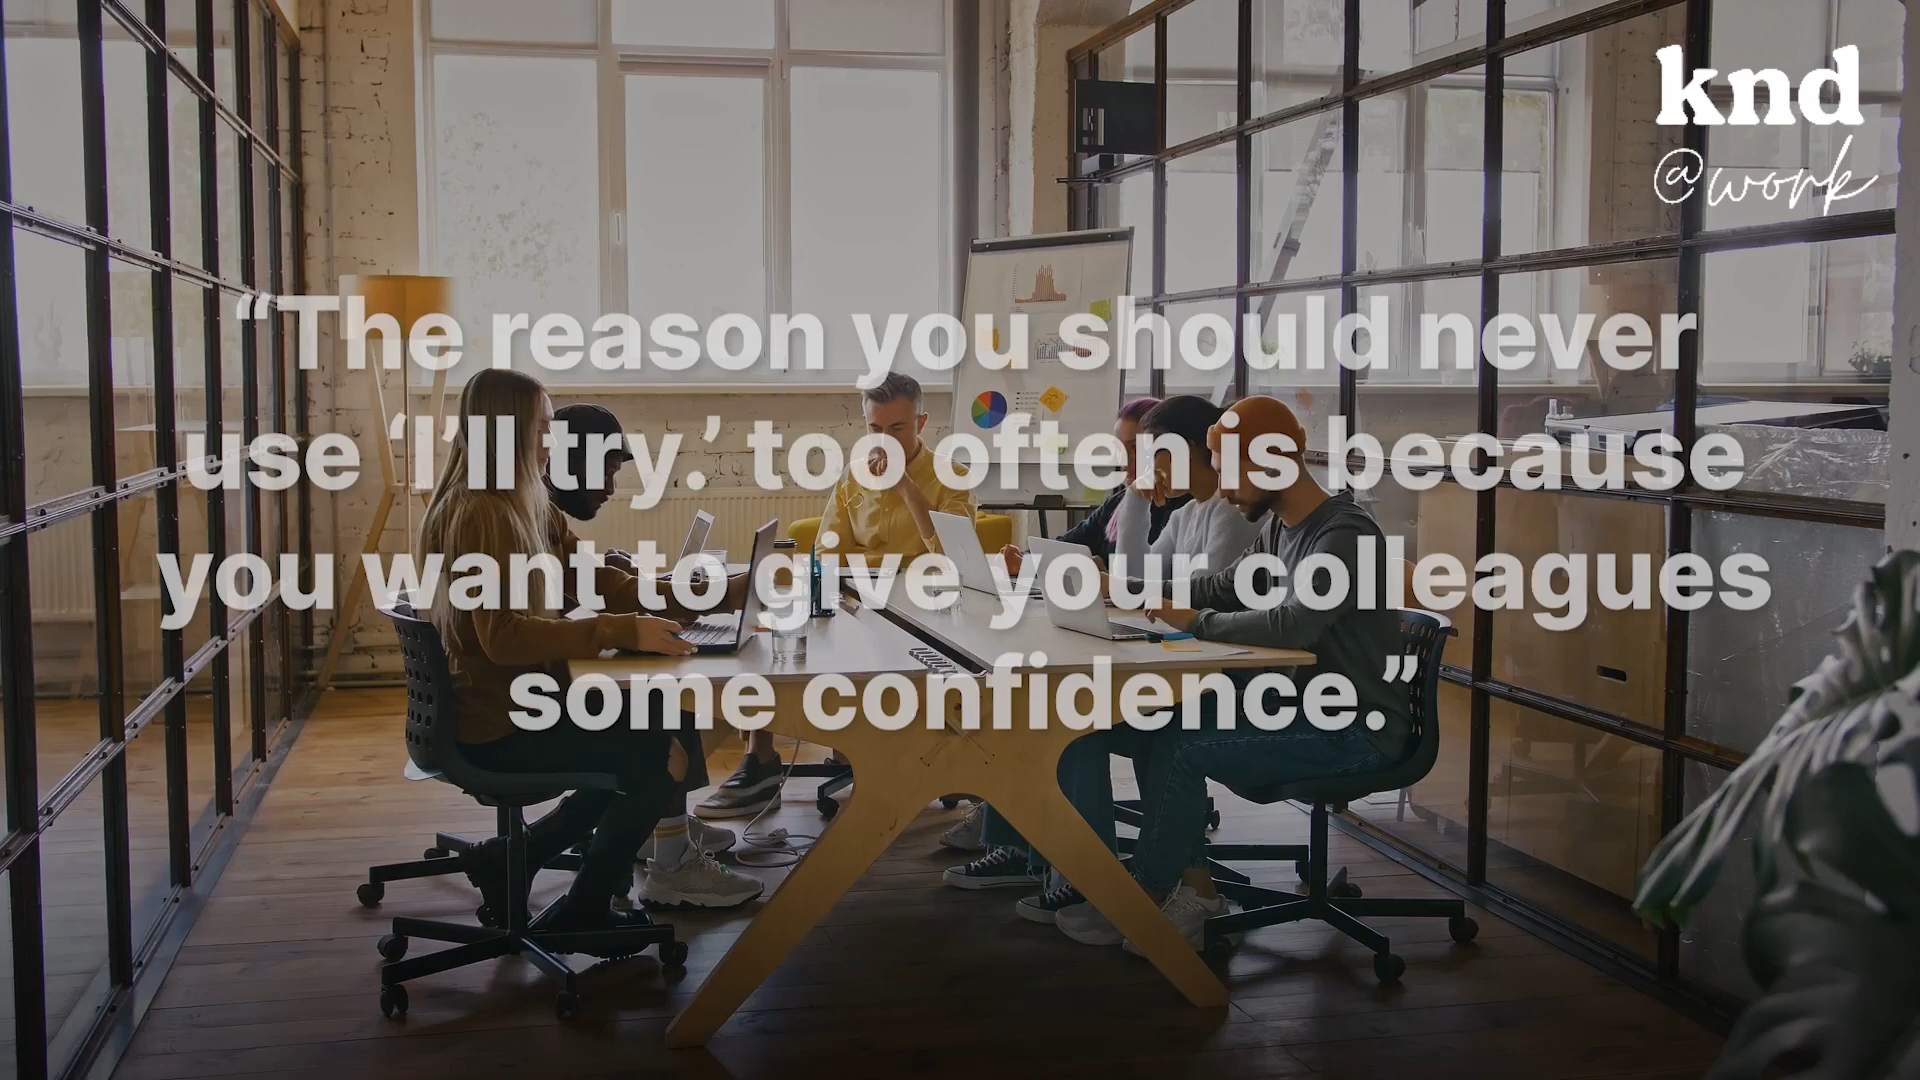 knd
@work
“The reason you should never
use ‘I’ll try.’ too often is because
you want to give your colleagues
some confidence.”